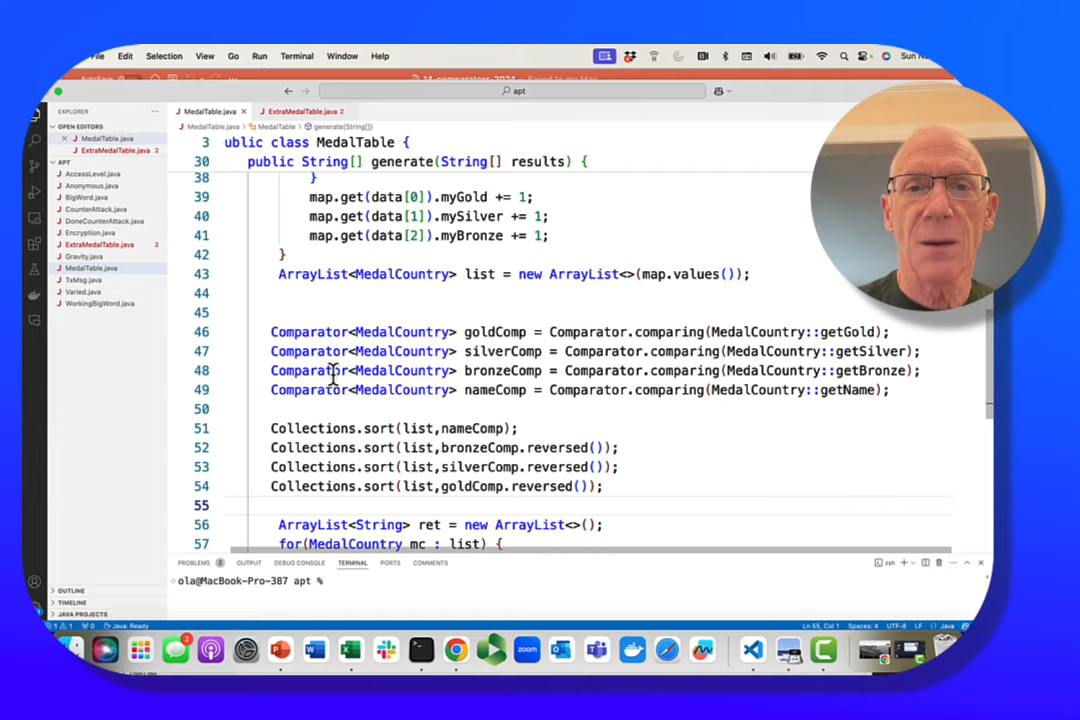 File Edit Selection View Go Run Terminal Window Help
apt
EXPLORER
MedalTable.java
ExtraMedalTable.java 2
MedalTable.java > MedalTable > generate(String[])
OPEN EDITORS
MedalTable.java
ExtraMedalTable.java 2
APT
AccessLevel.java
Anonymous.java
BigWord.java
CounterAttack.java
DoneCounterAttack.java
Encryption.java
ExtraMedalTable.java 2
Gravity.java
MedalTable.java
TxMsg.java
Varied.java
WorkingBigWord.java
3 ublic class MedalTable {
30 public String[] generate(String[] results) {
38 }
39 map.get(data[0]).myGold += 1;
40 map.get(data[1]).mySilver += 1;
41 map.get(data[2]).myBronze += 1;
42 }
43 ArrayList<MedalCountry> list = new ArrayList<>(map.values());
44
45
46 Comparator<MedalCountry> goldComp = Comparator.comparing(MedalCountry::getGold);
47 Comparator<MedalCountry> silverComp = Comparator.comparing(MedalCountry::getSilver);
48 Comparator<MedalCountry> bronzeComp = Comparator.comparing(MedalCountry::getBronze);
49 Comparator<MedalCountry> nameComp = Comparator.comparing(MedalCountry::getName);
50
51 Collections.sort(list,nameComp);
52 Collections.sort(list,bronzeComp.reversed());
53 Collections.sort(list,silverComp.reversed());
54 Collections.sort(list,goldComp.reversed());
55
56 ArrayList<String> ret = new ArrayList<>();
57 for(MedalCountry mc : list) {
PROBLEMS 2 OUTPUT DEBUG CONSOLE TERMINAL PORTS COMMENTS
zsh
ola@MacBook-Pro-387 apt %
OUTLINE
TIMELINE
JAVA PROJECTS
Java: Ready
Ln 55, Col 1 Spaces: 4 UTF-8 LF Java
zoom